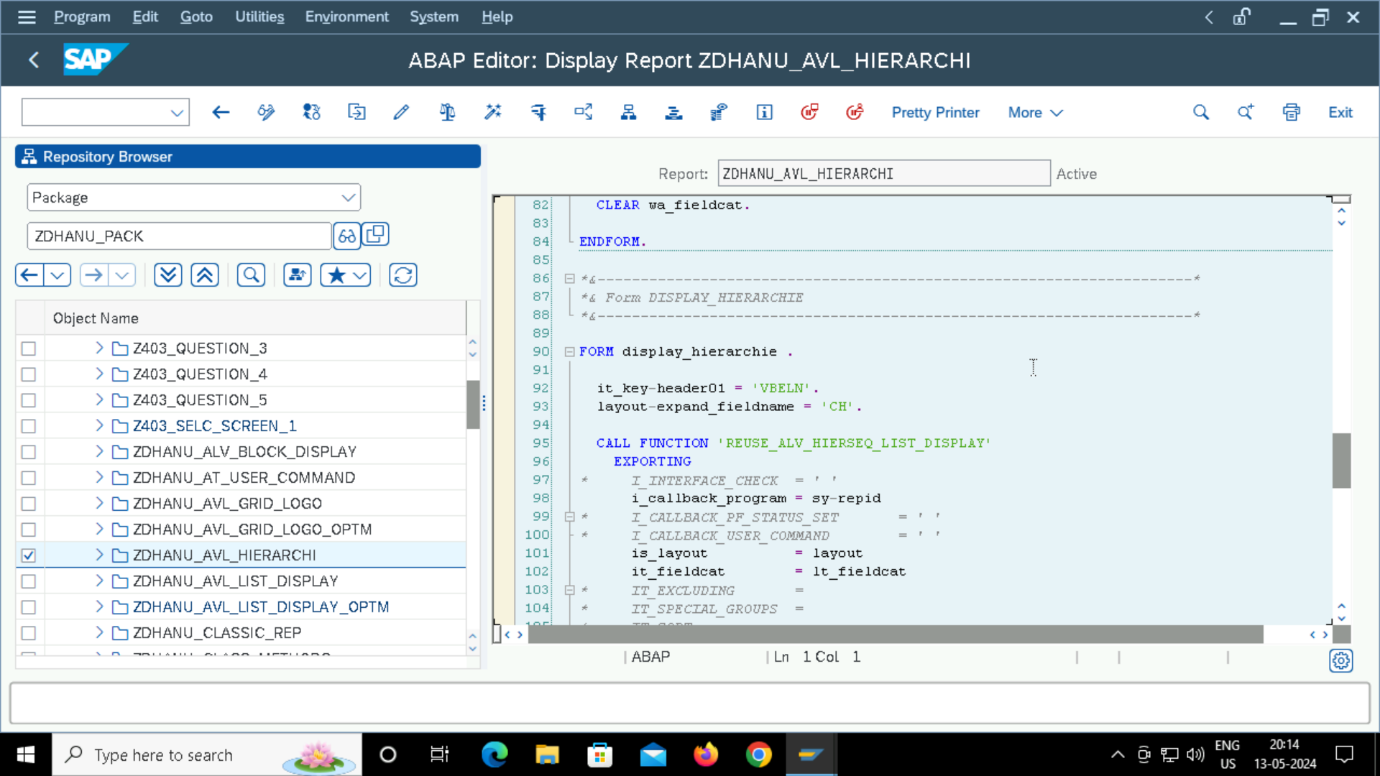 Program Edit Goto Utilities Environment System Help
SAP
ABAP Editor: Display Report ZDHANU_AVL_HIERARCHI
Pretty Printer More Exit
Repository Browser
Package
ZDHANU_PACK
Object Name
Z403_QUESTION_3
Z403_QUESTION_4
Z403_QUESTION_5
Z403_SELC_SCREEN_1
ZDHANU_ALV_BLOCK_DISPLAY
ZDHANU_AT_USER_COMMAND
ZDHANU_AVL_GRID_LOGO
ZDHANU_AVL_GRID_LOGO_OPTM
ZDHANU_AVL_HIERARCHI
ZDHANU_AVL_LIST_DISPLAY
ZDHANU_AVL_LIST_DISPLAY_OPTM
ZDHANU_CLASSIC_REP
Report: ZDHANU_AVL_HIERARCHI Active
82 CLEAR wa_fieldcat.
83
84 ENDFORM.
85
86 *&---------------------------------------------------------------------*
87 *& Form DISPLAY_HIERARCHIE
88 *&---------------------------------------------------------------------*
89
90 FORM display_hierarchie .
91
92 it_key-header01 = 'VBELN'.
93 layout-expand_fieldname = 'CH'.
94
95 CALL FUNCTION 'REUSE_ALV_HIERSEQ_LIST_DISPLAY'
96 EXPORTING
97 * I_INTERFACE_CHECK = ' '
98 i_callback_program = sy-repid
99 * I_CALLBACK_PF_STATUS_SET = ' '
100 * I_CALLBACK_USER_COMMAND = ' '
101 is_layout = layout
102 it_fieldcat = lt_fieldcat
103 * IT_EXCLUDING =
104 * IT_SPECIAL_GROUPS =
ABAP Ln 1 Col 1
Type here to search
ENG
US
20:14
13-05-2024